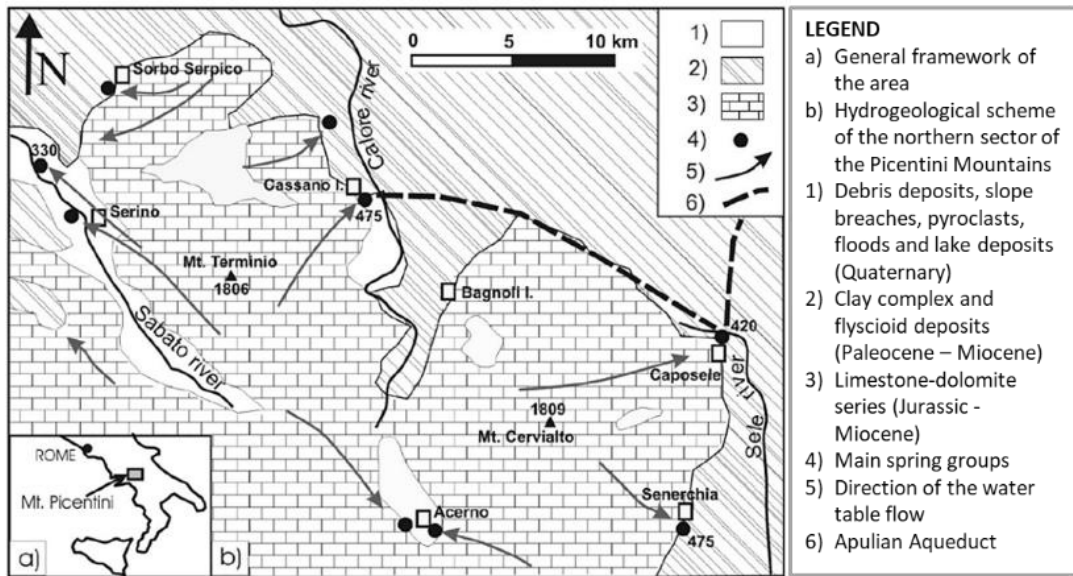 N
0 5 10 km
1)
2)
3)
4)
5)
6)
Sorbo Serpico
Calore river
330
Cassano I.
475
Serino
Mt. Terminio
1806
Bagnoli I.
Sabato river
420
Caposele
Sele river
1809
Mt. Cervialto
ROME
Mt. Picentini
Senerchia
Acerno
475
a)
b)
LEGEND
a) General framework of
the area
b) Hydrogeological scheme
of the northern sector of
the Picentini Mountains
1) Debris deposits, slope
breaches, pyroclasts,
floods and lake deposits
(Quaternary)
2) Clay complex and
flyscioid deposits
(Paleocene – Miocene)
3) Limestone-dolomite
series (Jurassic -
Miocene)
4) Main spring groups
5) Direction of the water
table flow
6) Apulian Aqueduct